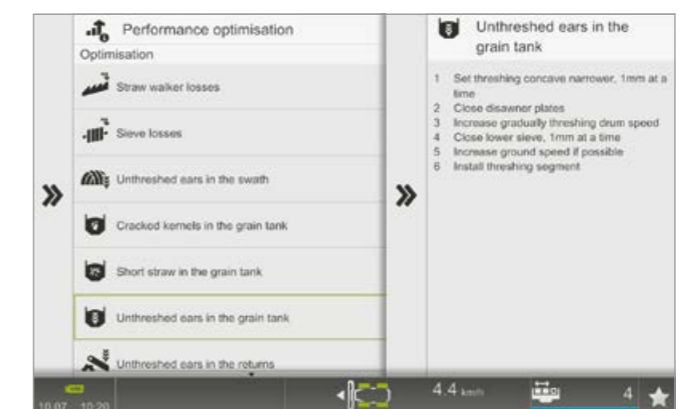 Performance optimisation
Optimisation
Straw walker losses
Sieve losses
Unthreshed ears in the swath
Cracked kernels in the grain tank
Short straw in the grain tank
Unthreshed ears in the grain tank
Unthreshed ears in the returns
Unthreshed ears in the
grain tank
1 Set threshing concave narrower, 1mm at a
time
2 Close disawner plates
3 Increase gradually threshing drum speed
4 Close lower sieve, 1mm at a time
5 Increase ground speed if possible
6 Install threshing segment
10.07 10:20
4.4 km/h
4